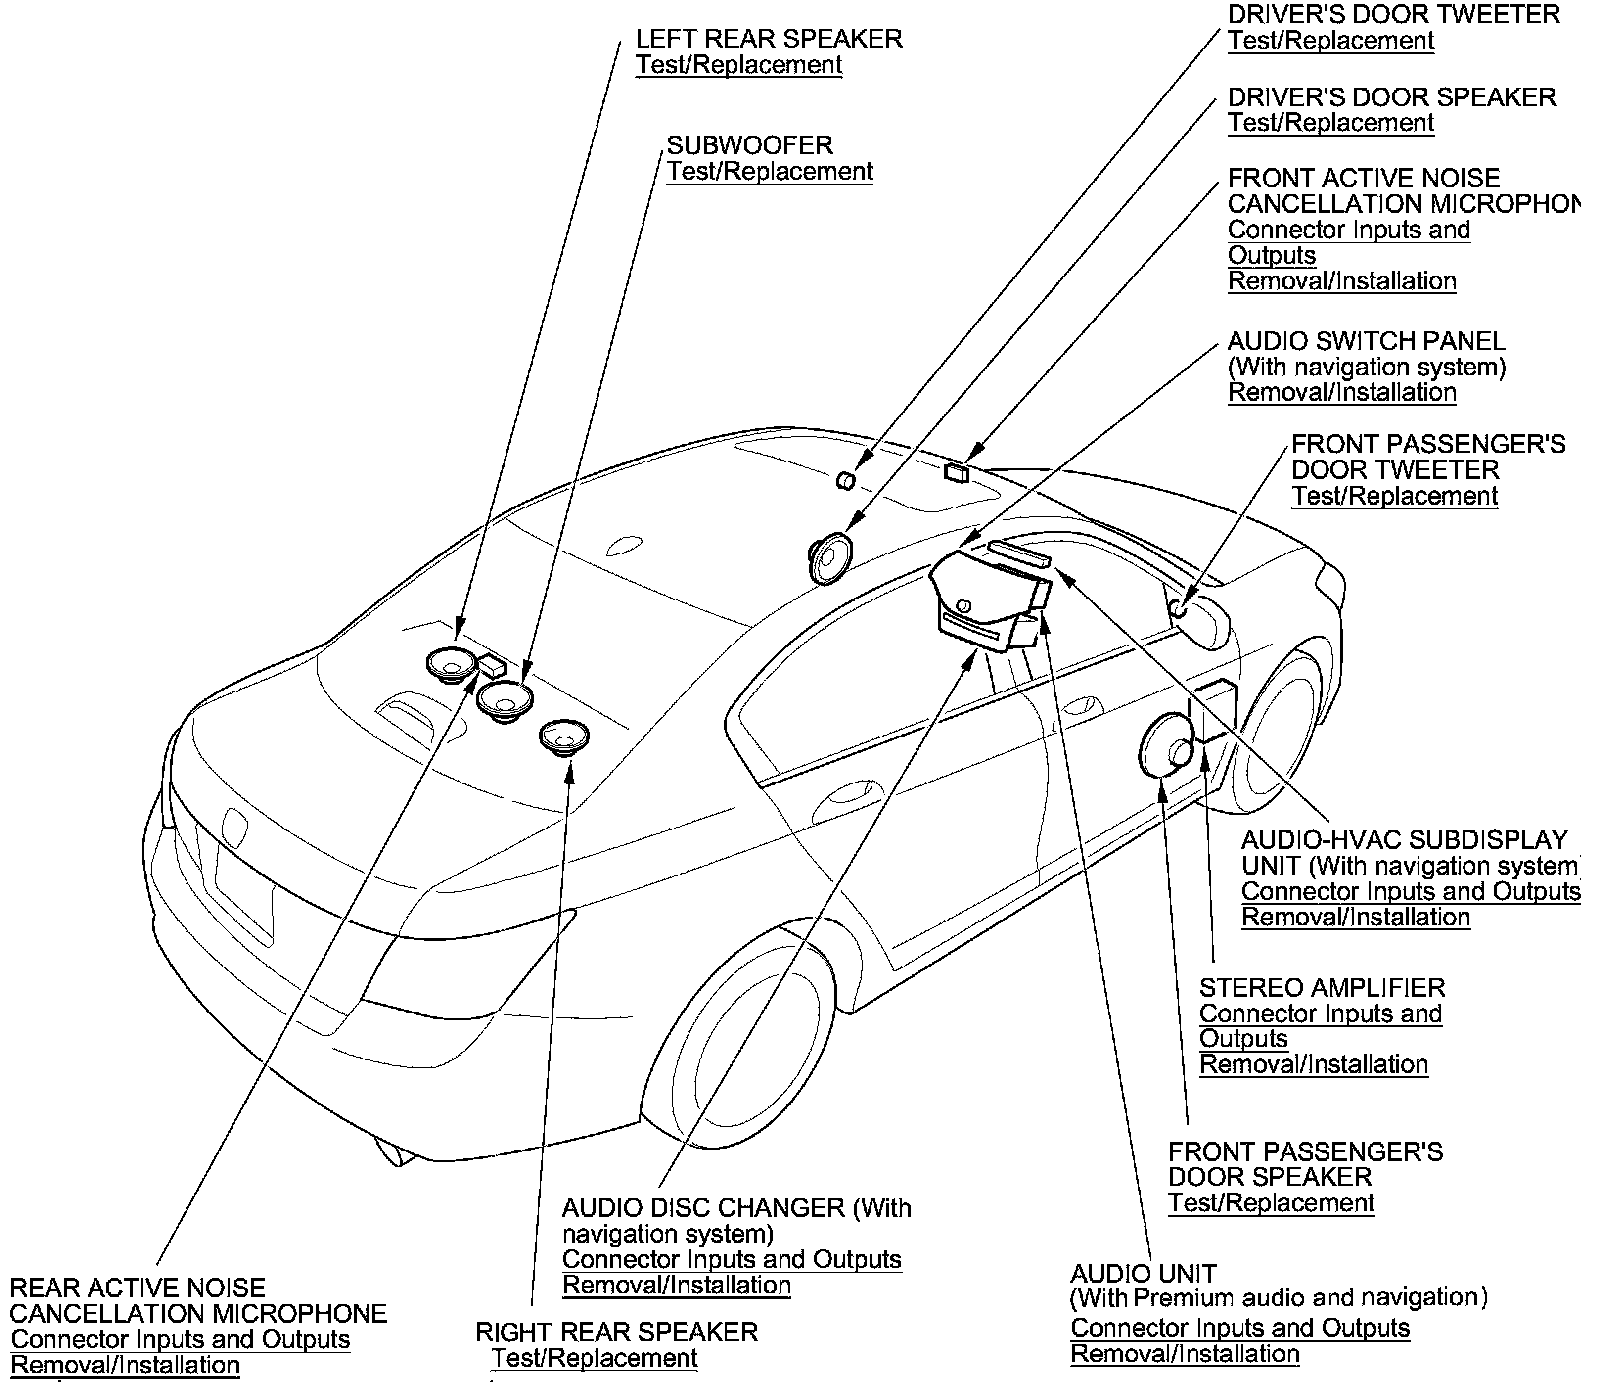 LEFT REAR SPEAKER
Test/Replacement
SUBWOOFER
Test/Replacement
DRIVER'S DOOR TWEETER
Test/Replacement
DRIVER'S DOOR SPEAKER
Test/Replacement
FRONT ACTIVE NOISE
CANCELLATION MICROPHON
Connector Inputs and
Outputs
Removal/Installation
AUDIO SWITCH PANEL
(With navigation system)
Removal/Installation
FRONT PASSENGER'S
DOOR TWEETER
Test/Replacement
AUDIO-HVAC SUBDISPLAY
UNIT (With navigation system
Connector Inputs and Outputs
Removal/Installation
STEREO AMPLIFIER
Connector Inputs and
Outputs
Removal/Installation
FRONT PASSENGER'S
DOOR SPEAKER
Test/Replacement
AUDIO UNIT
(With Premium audio and navigation)
Connector Inputs and Outputs
Removal/Installation
AUDIO DISC CHANGER (With
navigation system)
Connector Inputs and Outputs
Removal/Installation
RIGHT REAR SPEAKER
Test/Replacement
REAR ACTIVE NOISE
CANCELLATION MICROPHONE
Connector Inputs and Outputs
Removal/Installation